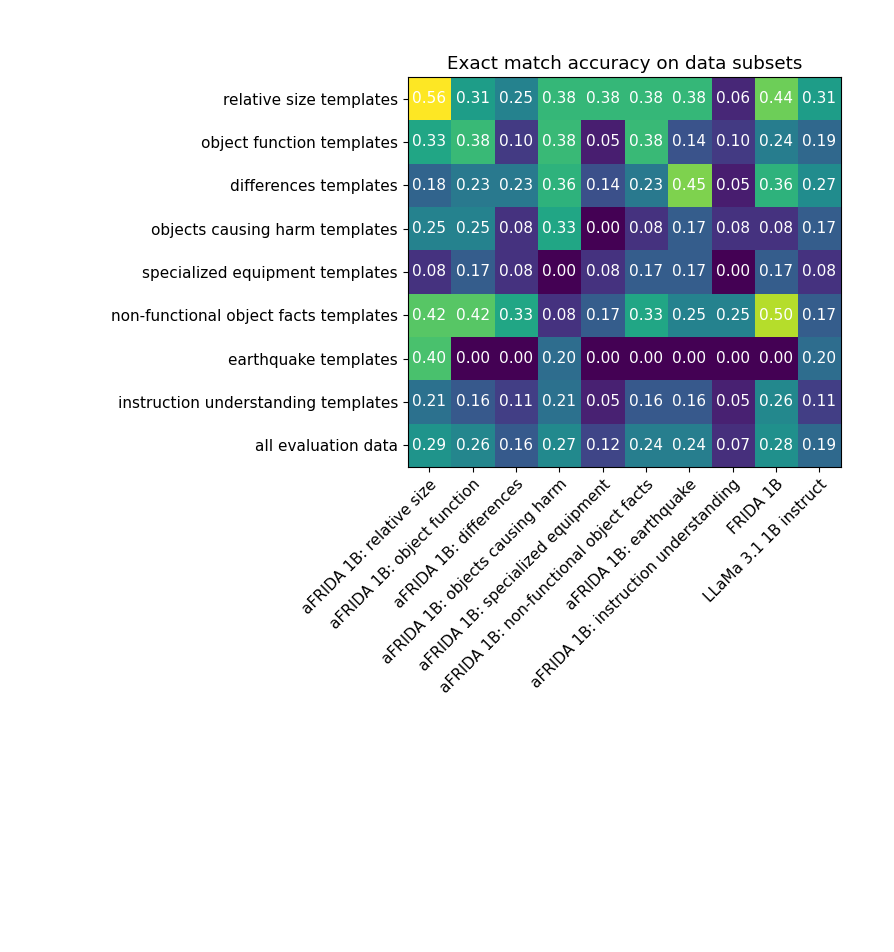 Exact match accuracy on data subsets
relative size templates 0.56 0.31 0.25 0.38 0.38 0.38 0.38 0.06 0.44 0.31
object function templates 0.33 0.38 0.10 0.38 0.05 0.38 0.14 0.10 0.24 0.19
differences templates 0.18 0.23 0.23 0.36 0.14 0.23 0.45 0.05 0.36 0.27
objects causing harm templates 0.25 0.25 0.08 0.33 0.00 0.08 0.17 0.08 0.08 0.17
specialized equipment templates 0.08 0.17 0.08 0.00 0.08 0.17 0.17 0.00 0.17 0.08
non-functional object facts templates 0.42 0.42 0.33 0.08 0.17 0.33 0.25 0.25 0.50 0.17
earthquake templates 0.40 0.00 0.00 0.20 0.00 0.00 0.00 0.00 0.00 0.20
instruction understanding templates 0.21 0.16 0.11 0.21 0.05 0.16 0.16 0.05 0.26 0.11
all evaluation data 0.29 0.26 0.16 0.27 0.12 0.24 0.24 0.07 0.28 0.19
aFRIDA 1B: relative size
aFRIDA 1B: object function
aFRIDA 1B: differences
aFRIDA 1B: objects causing harm
aFRIDA 1B: specialized equipment
aFRIDA 1B: non-functional object facts
aFRIDA 1B: earthquake
aFRIDA 1B: instruction understanding
FRIDA 1B
LLaMa 3.1 1B instruct